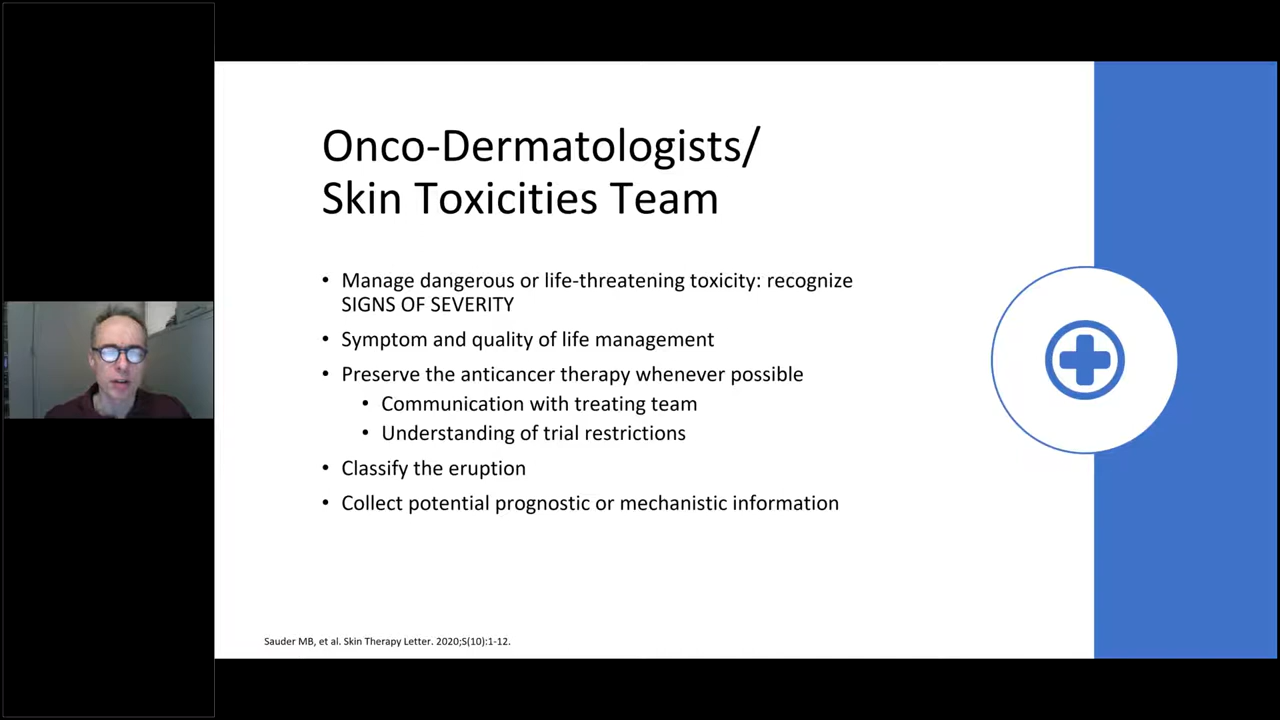 Onco-Dermatologists/
Skin Toxicities Team
• Manage dangerous or life-threatening toxicity: recognize
SIGNS OF SEVERITY
• Symptom and quality of life management
• Preserve the anticancer therapy whenever possible
• Communication with treating team
• Understanding of trial restrictions
• Classify the eruption
• Collect potential prognostic or mechanistic information
Sauder MB, et al. Skin Therapy Letter. 2020;S(10):1-12.